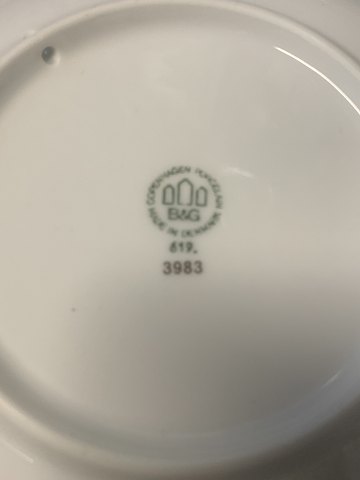 COPENHAGEN PORCELAIN
B&G
MADE IN DENMARK
619.
3983